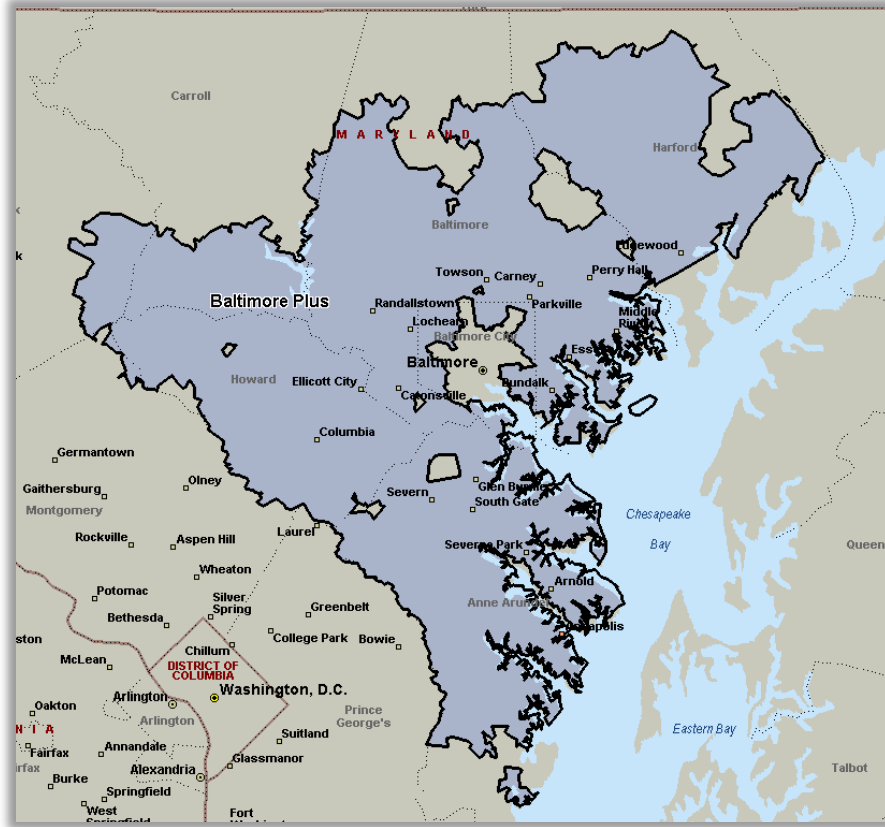 Carroll
MARYLAND
Harford
Baltimore
Edgewood
Towson
Carney
Perry Hall
Baltimore Plus
Randallstown
Parkville
Middle
River
Lochearn
Baltimore City
Essex
Baltimore
Howard
Ellicott City
Catonsville
Dundalk
Columbia
Germantown
Olney
Gaithersburg
Montgomery
Severn
Glen Burnie
South Gate
Chesapeake
Bay
Laurel
Rockville
Aspen Hill
Severna Park
Queen
Wheaton
Arnold
Potomac
Silver
Spring
Greenbelt
Anne Arundel
Bethesda
College Park
Bowie
Annapolis
ston
McLean
Chillum
DISTRICT OF
COLUMBIA
Washington, D.C.
Arlington
Oakton
Arlington
Prince
George's
NIA
Eastern Bay
Fairfax
Annandale
Suitland
irfax
Alexandria
Glassmanor
Talbot
Burke
Springfield
West
Springfield
Fort